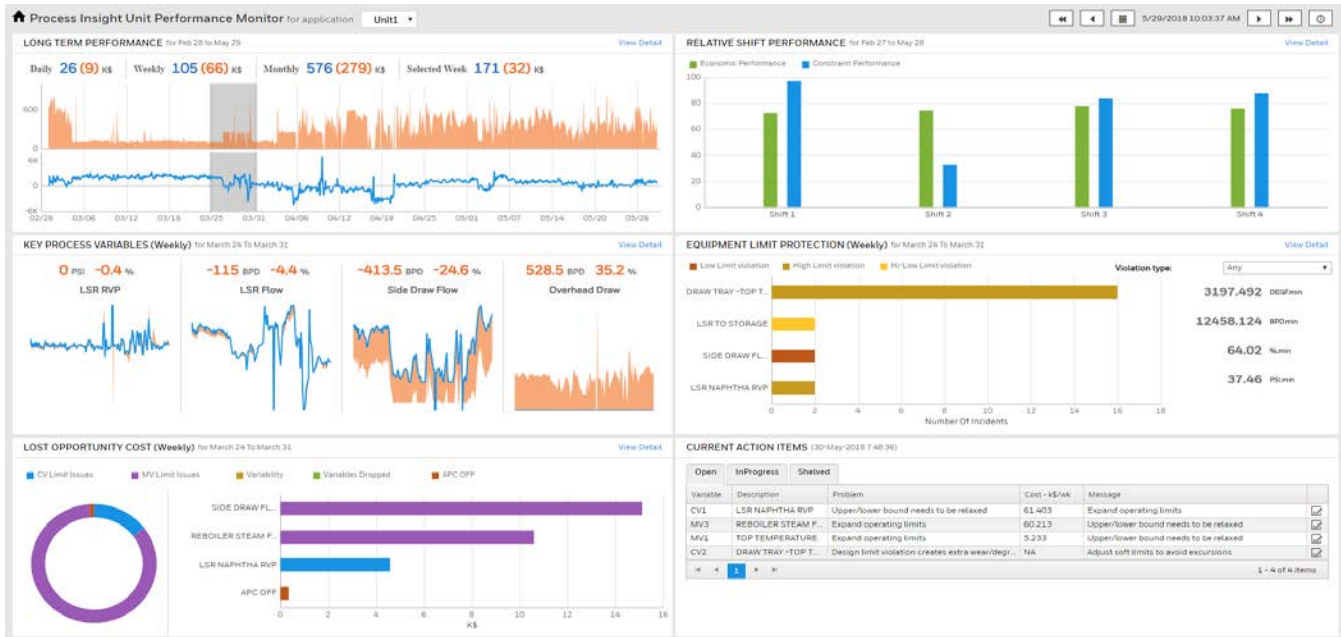 Process Insight Unit Performance Monitor for application Unit1
5/29/2018 10:03:37 AM
LONG TERM PERFORMANCE for Feb 28 to May 29 View Detail
Daily 26 (9) K$ Weekly 105 (66) K$ Monthly 576 (279) K$ Selected Week 171 (32) K$
600
0
6K
0
-6K
02/28 03/06 03/12 03/18 03/25 03/31 04/06 04/12 04/19 04/25 05/01 05/07 05/14 05/20 05/26
RELATIVE SHIFT PERFORMANCE for Feb 27 to May 28 View Detail
Economic Performance Constraint Performance
100
80
60
40
20
0
Shift 1 Shift 2 Shift 3 Shift 4
KEY PROCESS VARIABLES (Weekly) for March 24 To March 31 View Detail
0 PSI -0.4 % -115 BPD -4.4 % -413.5 BPD -24.6 % 528.5 BPD 35.2 %
LSR RVP LSR Flow Side Draw Flow Overhead Draw
EQUIPMENT LIMIT PROTECTION (Weekly) for March 24 To March 31 View Detail
Low Limit violation High Limit violation Hi-Low Limit violation Violation type: Any
DRAW TRAY -TOP T... 3197.492 DEGF.min
LSR TO STORAGE 12458.124 BPD.min
SIDE DRAW FL... 64.02 %.min
LSR NAPHTHA RVP 37.46 PSI.min
0 2 4 6 8 10 12 14 16 18
Number Of Incidents
LOST OPPORTUNITY COST (Weekly) for March 24 To March 31 View Detail
CV Limit Issues MV Limit Issues Variability Variables Dropped APC OFF
SIDE DRAW FL...
REBOILER STEAM F...
LSR NAPHTHA RVP
APC OFF
0 2 4 6 8 10 12 14 16
K$
CURRENT ACTION ITEMS (30-May-2018 7:48:36)
Open InProgress Shelved
Variable Description Problem Cost - k$/wk Message
CV1 LSR NAPHTHA RVP Upper/lower bound needs to be relaxed 61.403 Expand operating limits
MV3 REBOILER STEAM F... Expand operating limits 60.213 Upper/lower bound needs to be relaxed
MV1 TOP TEMPERATURE Expand operating limits 5.233 Upper/lower bound needs to be relaxed
CV2 DRAW TRAY -TOP T... Design limit violation creates extra wear/degr... NA Adjust soft limits to avoid excursions
1 1 - 4 of 4 items